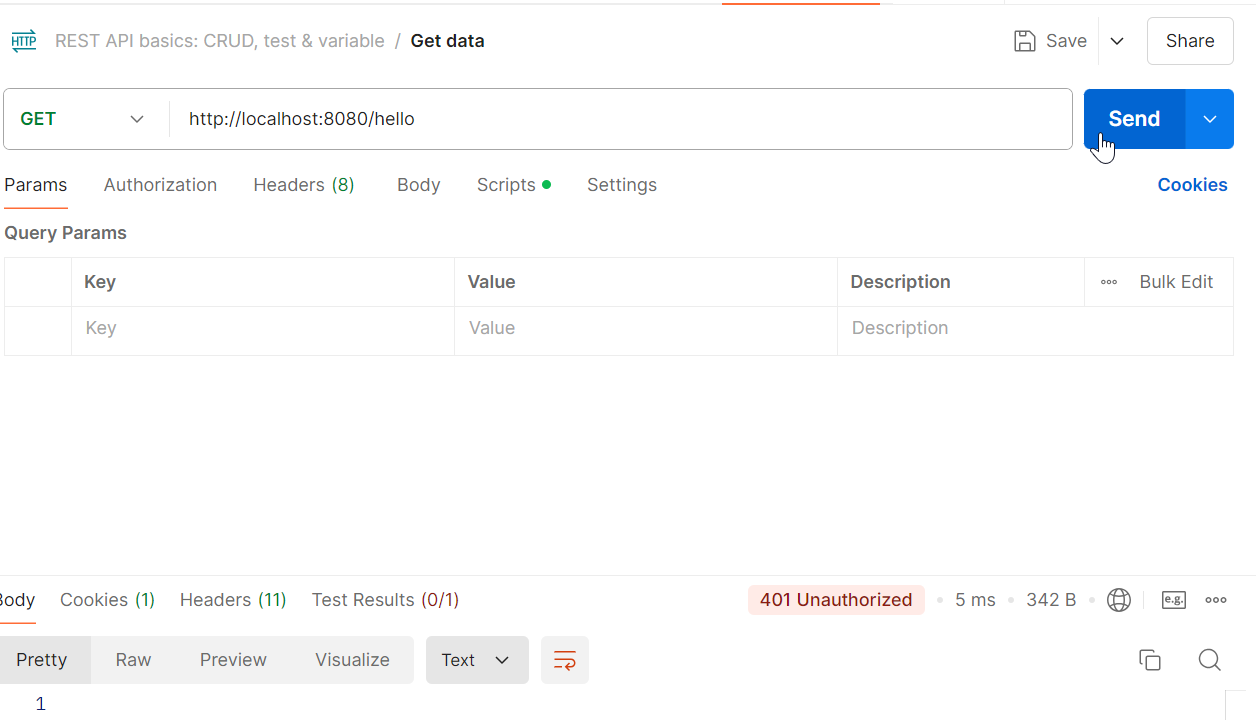 HTTP REST API basics: CRUD, test & variable / Get data Save Share
GET http://localhost:8080/hello Send
Params Authorization Headers (8) Body Scripts Settings Cookies
Query Params
Key Value Description Bulk Edit
Key Value Description
Body Cookies (1) Headers (11) Test Results (0/1) 401 Unauthorized 5 ms 342 B e.g.
Pretty Raw Preview Visualize Text
1